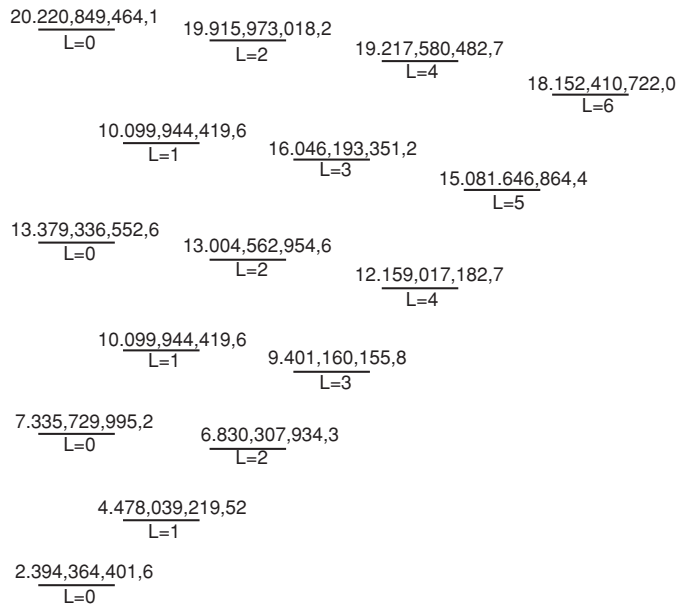 20.220,849,464,1
L=0
19.915,973,018,2
L=2
19.217,580,482,7
L=4
18.152,410,722,0
L=6
10.099,944,419,6
L=1
16.046,193,351,2
L=3
15.081.646,864,4
L=5
13.379,336,552,6
L=0
13.004,562,954,6
L=2
12.159,017,182,7
L=4
10.099,944,419,6
L=1
9.401,160,155,8
L=3
7.335,729,995,2
L=0
6.830,307,934,3
L=2
4.478,039,219,52
L=1
2.394,364,401,6
L=0